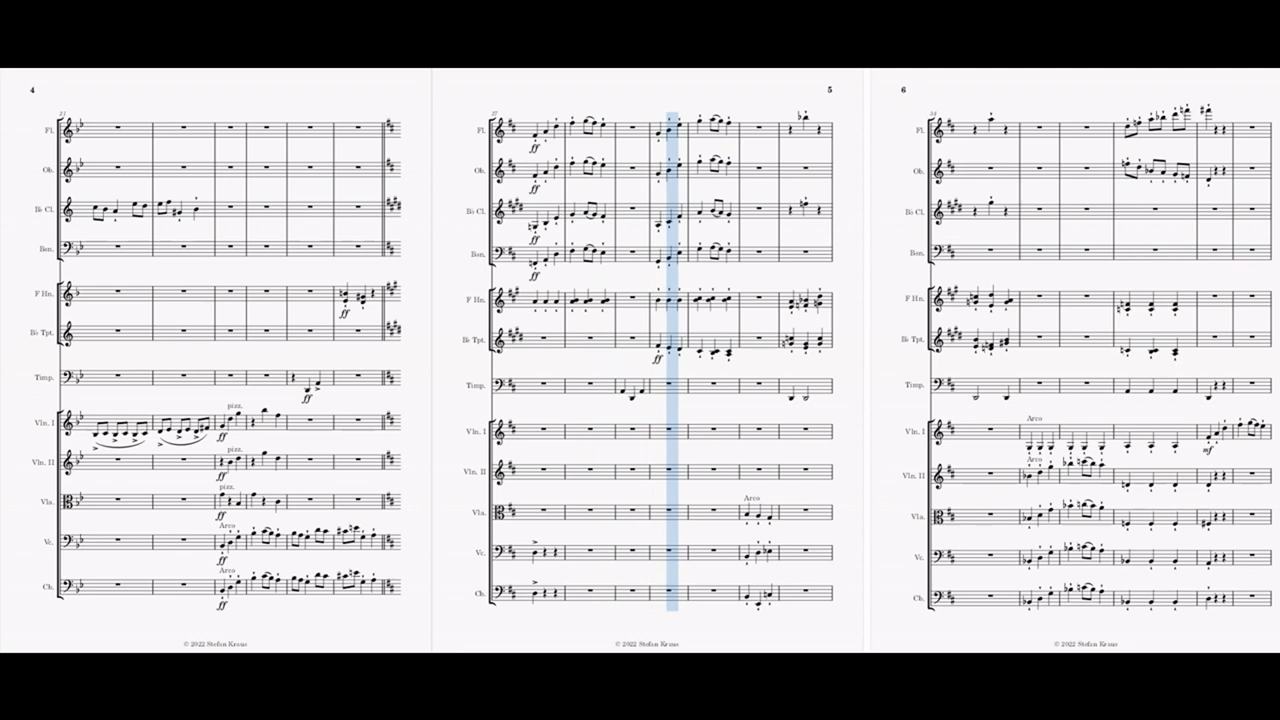 4
Fl.
Ob.
B♭ Cl.
Bsn.
F Hn.
ff
B♭ Tpt.
Timp.
ff
pizz.
Vln. I
ff
pizz.
Vln. II
pizz.
Vla.
ff
Arco
Vc.
ff
Arco
Cb.
ff
© 2022 Stefan Kraus
5
27
Fl.
ff
Ob.
ff
B♭ Cl.
ff
Bsn.
ff
F Hn.
B♭ Tpt.
ff
Timp.
Vln. I
Vln. II
Arco
Vla.
Vc.
Cb.
© 2022 Stefan Kraus
6
34
Fl.
Ob.
B♭ Cl.
Bsn.
F Hn.
B♭ Tpt.
Timp.
Arco
Vln. I
mf
Arco
Vln. II
Vla.
Vc.
Cb.
© 2022 Stefan Kraus